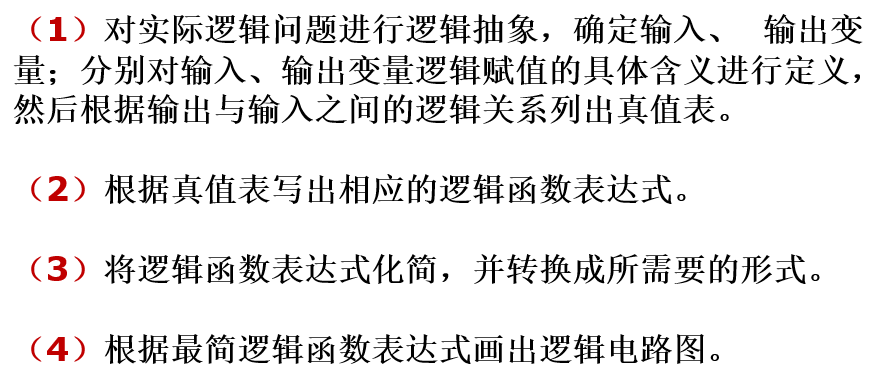 （1）对实际逻辑问题进行逻辑抽象，确定输入、 输出变
量；分别对输入、输出变量逻辑赋值的具体含义进行定义，
然后根据输出与输入之间的逻辑关系列出真值表。
（2）根据真值表写出相应的逻辑函数表达式。
（3）将逻辑函数表达式化简，并转换成所需要的形式。
（4）根据最简逻辑函数表达式画出逻辑电路图。